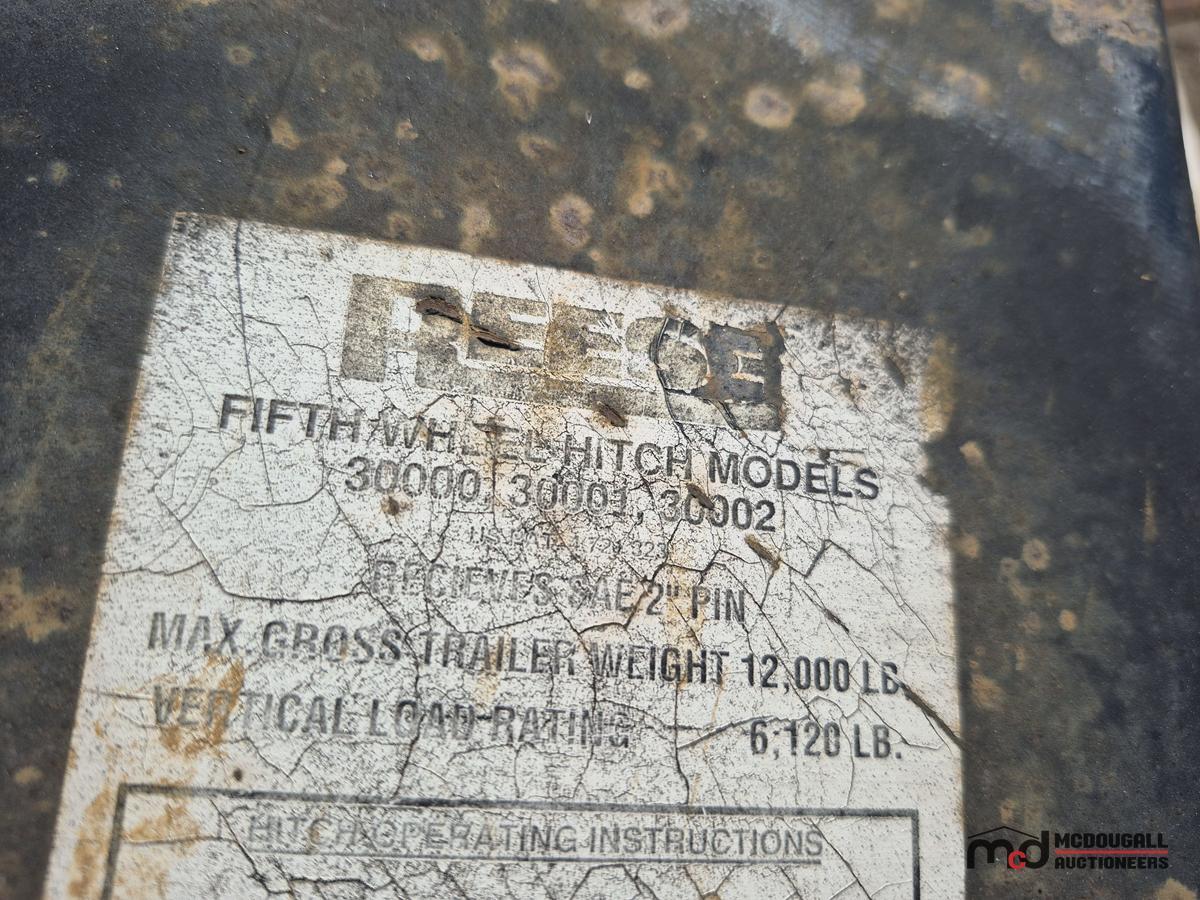 REESE
FIFTH WHEEL HITCH MODELS
30000, 30001, 30002
RECIEVES SAE 2" PIN
MAX. GROSS TRAILER WEIGHT 12,000 LB.
VERTICAL LOAD RATING 6,120 LB.
HITCH OPERATING INSTRUCTIONS
mcd MCDOUGALL
AUCTIONEERS